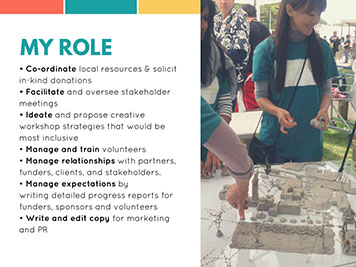 MY ROLE
• Co-ordinate local resources & solicit
in-kind donations
• Facilitate and oversee stakeholder
meetings
• Ideate and propose creative
workshop strategies that would be
most inclusive
• Manage and train volunteers
• Manage relationships with partners,
funders, clients, and stakeholders.
• Manage expectations by
writing detailed progress reports for
funders, sponsors and volunteers
• Write and edit copy for marketing
and PR